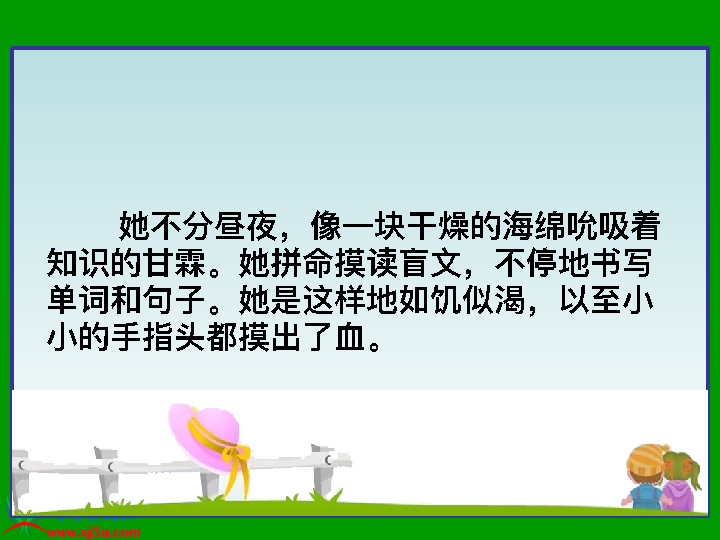 她不分昼夜，像一块干燥的海绵吮吸着
知识的甘霖。她拼命摸读盲文，不停地书写
单词和句子。她是这样地如饥似渴，以至小
小的手指头都摸出了血。
www.xj5u.com